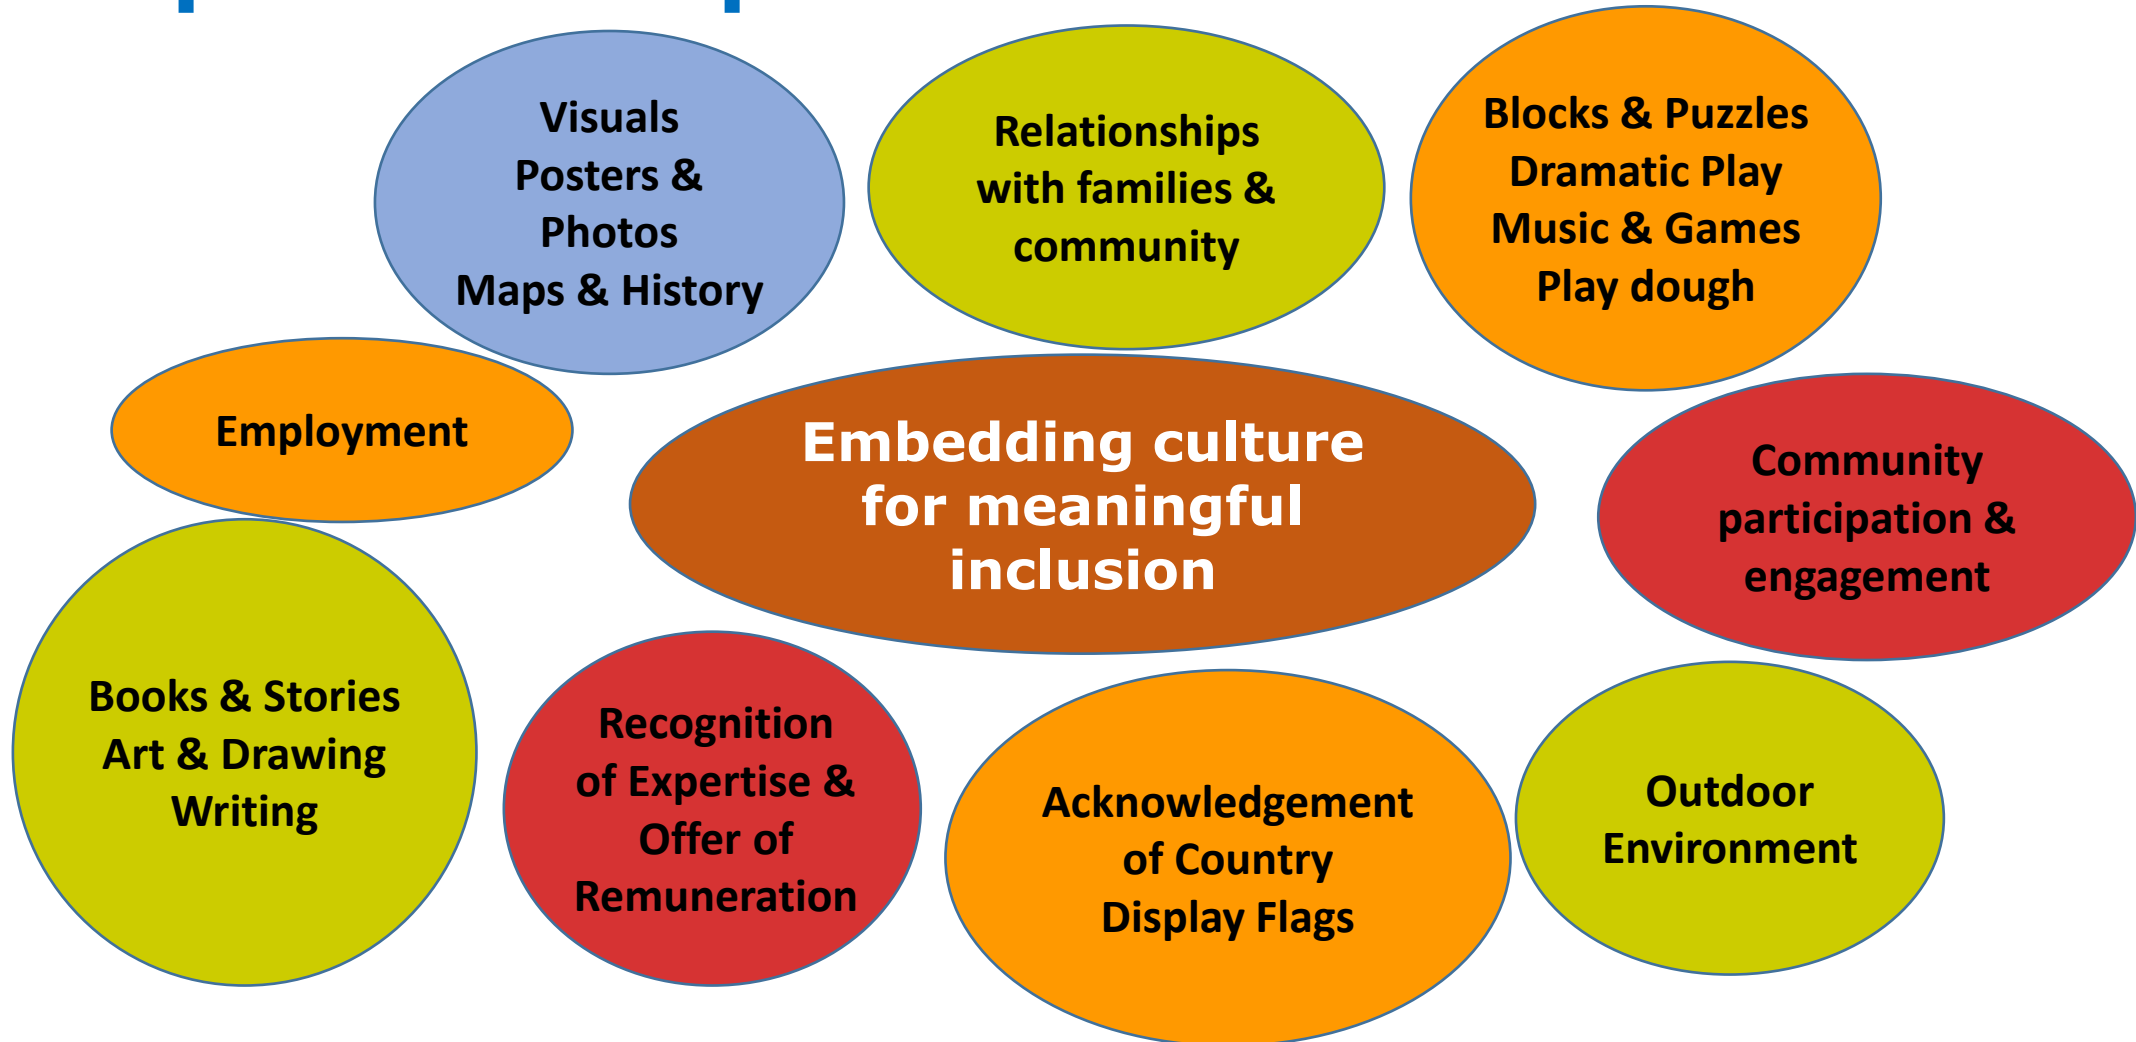 Visuals
Posters &
Photos
Maps & History
Relationships
with families &
community
Blocks & Puzzles
Dramatic Play
Music & Games
Play dough
Employment
Embedding culture
for meaningful
inclusion
Community
participation &
engagement
Books & Stories
Art & Drawing
Writing
Recognition
of Expertise &
Offer of
Remuneration
Acknowledgement
of Country
Display Flags
Outdoor
Environment